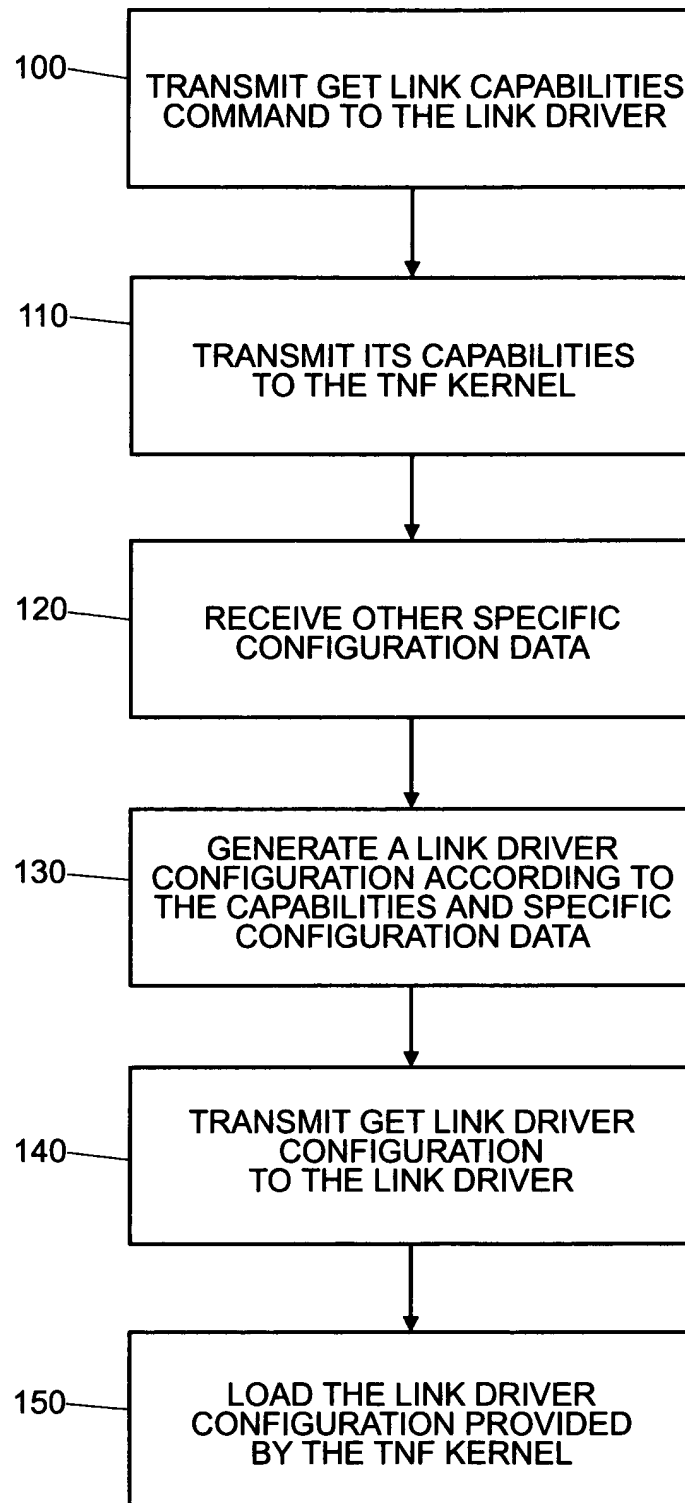 100
TRANSMIT GET LINK CAPABILITIES
COMMAND TO THE LINK DRIVER
110
TRANSMIT ITS CAPABILITIES
TO THE TNF KERNEL
120
RECEIVE OTHER SPECIFIC
CONFIGURATION DATA
130
GENERATE A LINK DRIVER
CONFIGURATION ACCORDING TO
THE CAPABILITIES AND SPECIFIC
CONFIGURATION DATA
140
TRANSMIT GET LINK DRIVER
CONFIGURATION
TO THE LINK DRIVER
150
LOAD THE LINK DRIVER
CONFIGURATION PROVIDED
BY THE TNF KERNEL